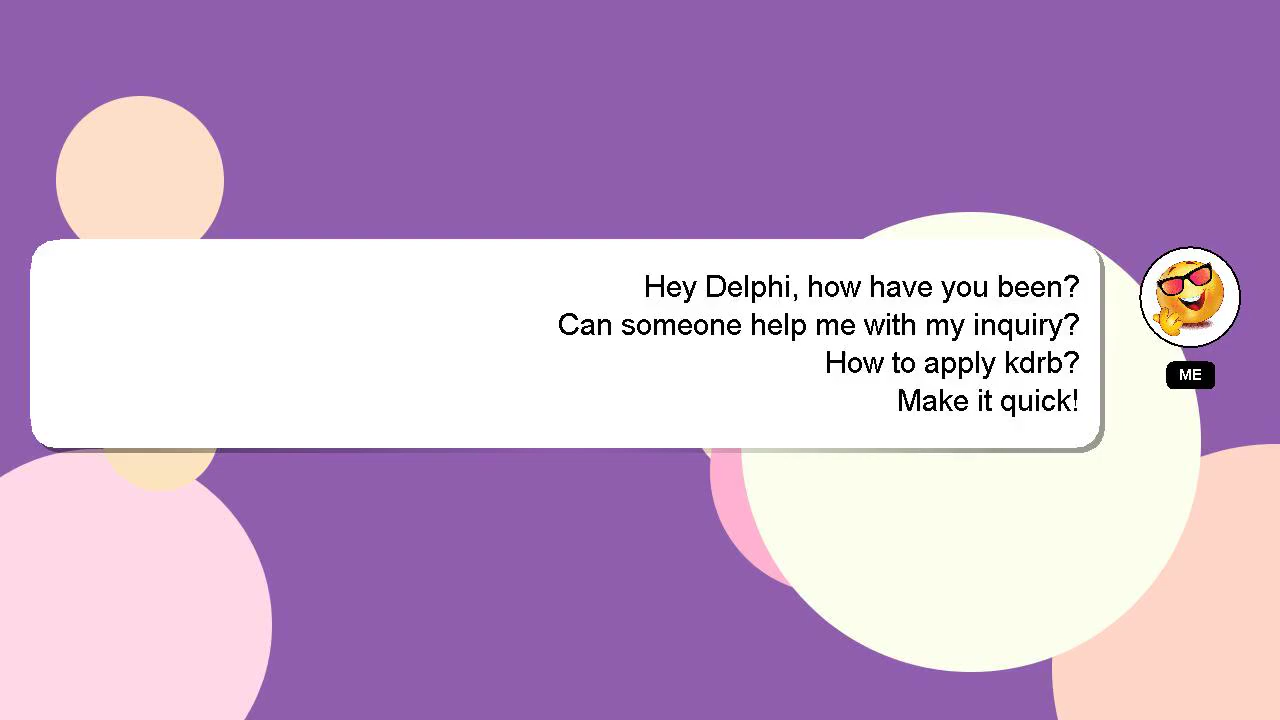 Hey Delphi, how have you been?
Can someone help me with my inquiry?
How to apply kdrb?
Make it quick!
ME